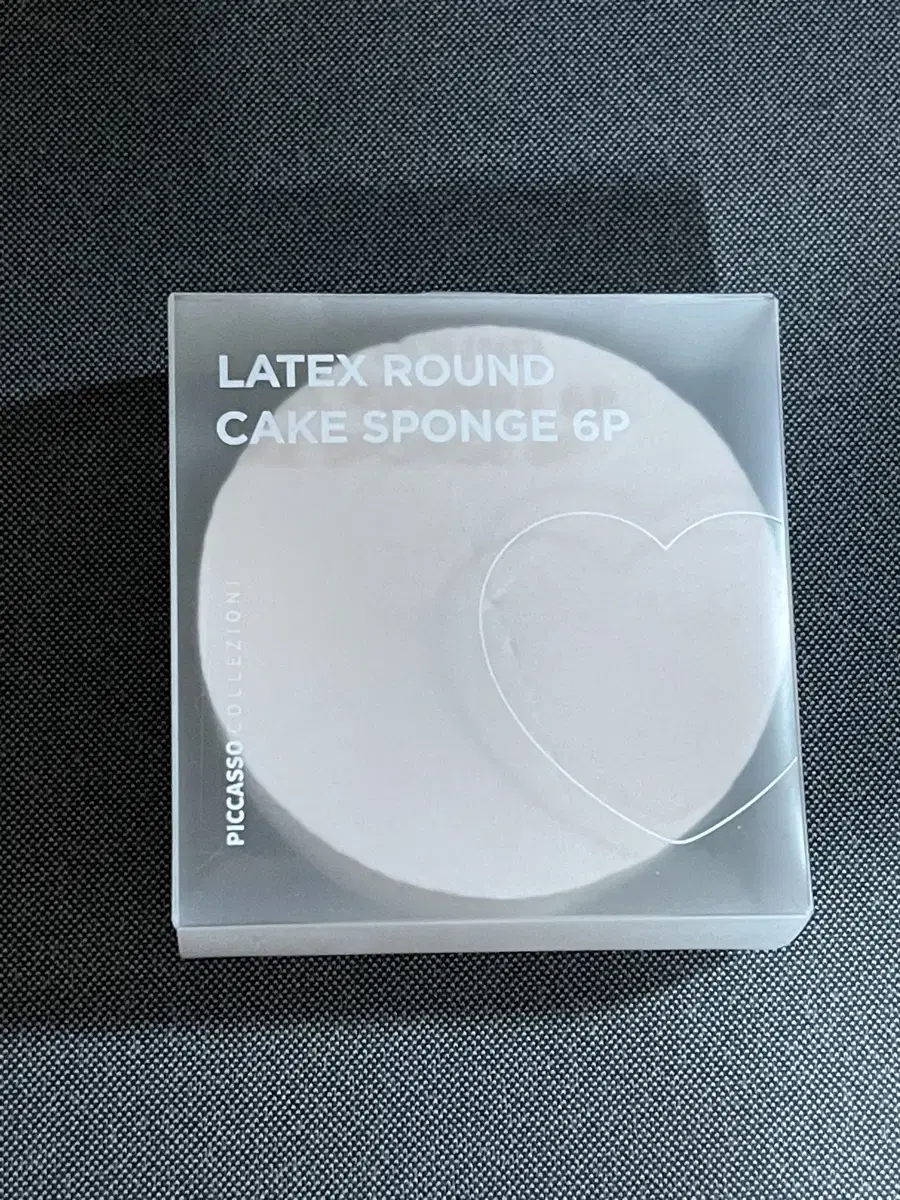 LATEX ROUND
CAKE SPONGE 6P
PICCASSO COLLEZIONI